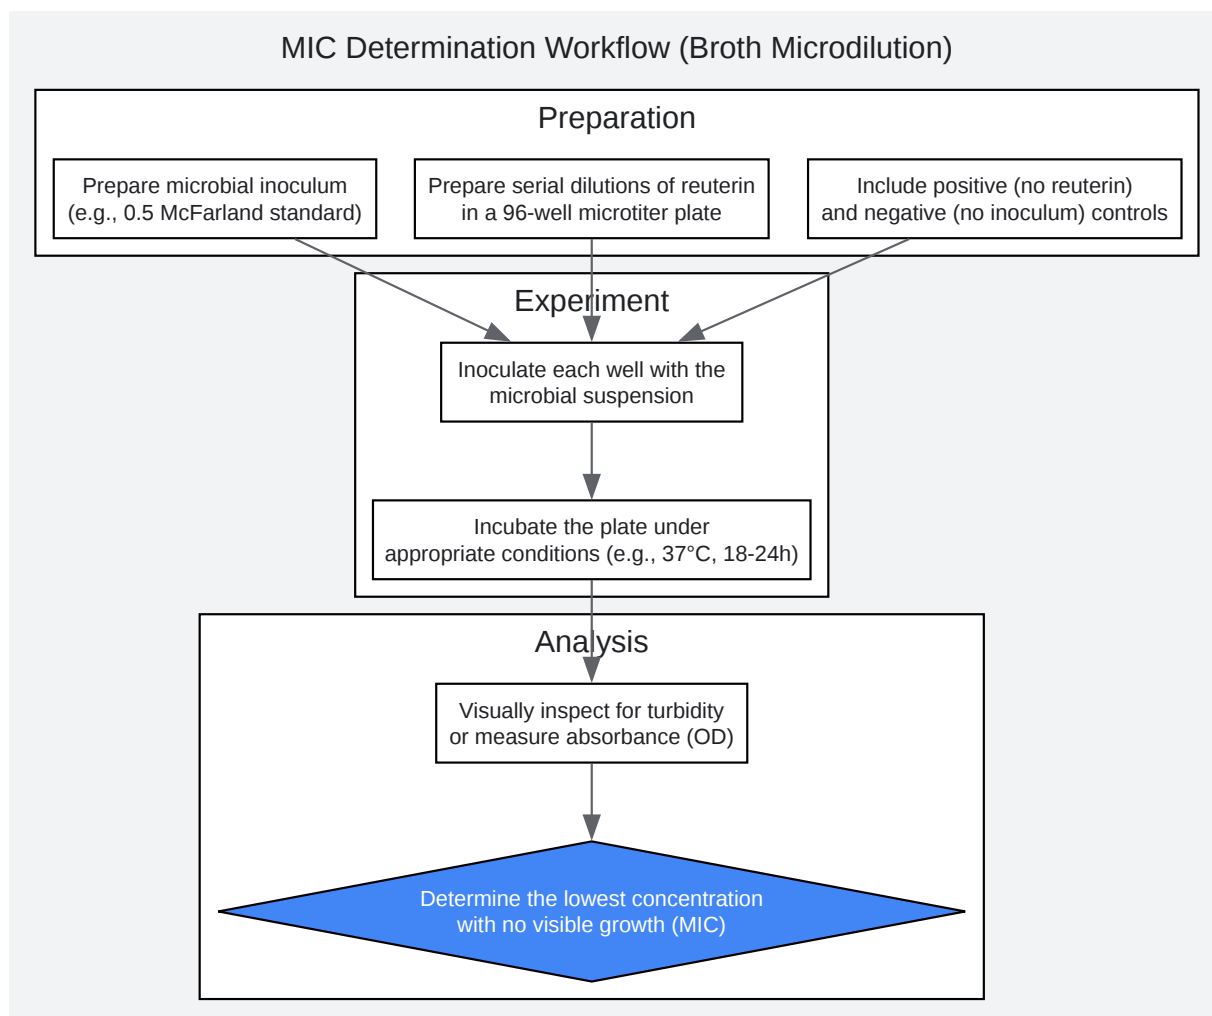 MIC Determination Workflow (Broth Microdilution)
Preparation
Prepare microbial inoculum
(e.g., 0.5 McFarland standard)
Prepare serial dilutions of reuterin
in a 96-well microtiter plate
Include positive (no reuterin)
and negative (no inoculum) controls
Experiment
Inoculate each well with the
microbial suspension
Incubate the plate under
appropriate conditions (e.g., 37°C, 18-24h)
Analysis
Visually inspect for turbidity
or measure absorbance (OD)
Determine the lowest concentration
with no visible growth (MIC)